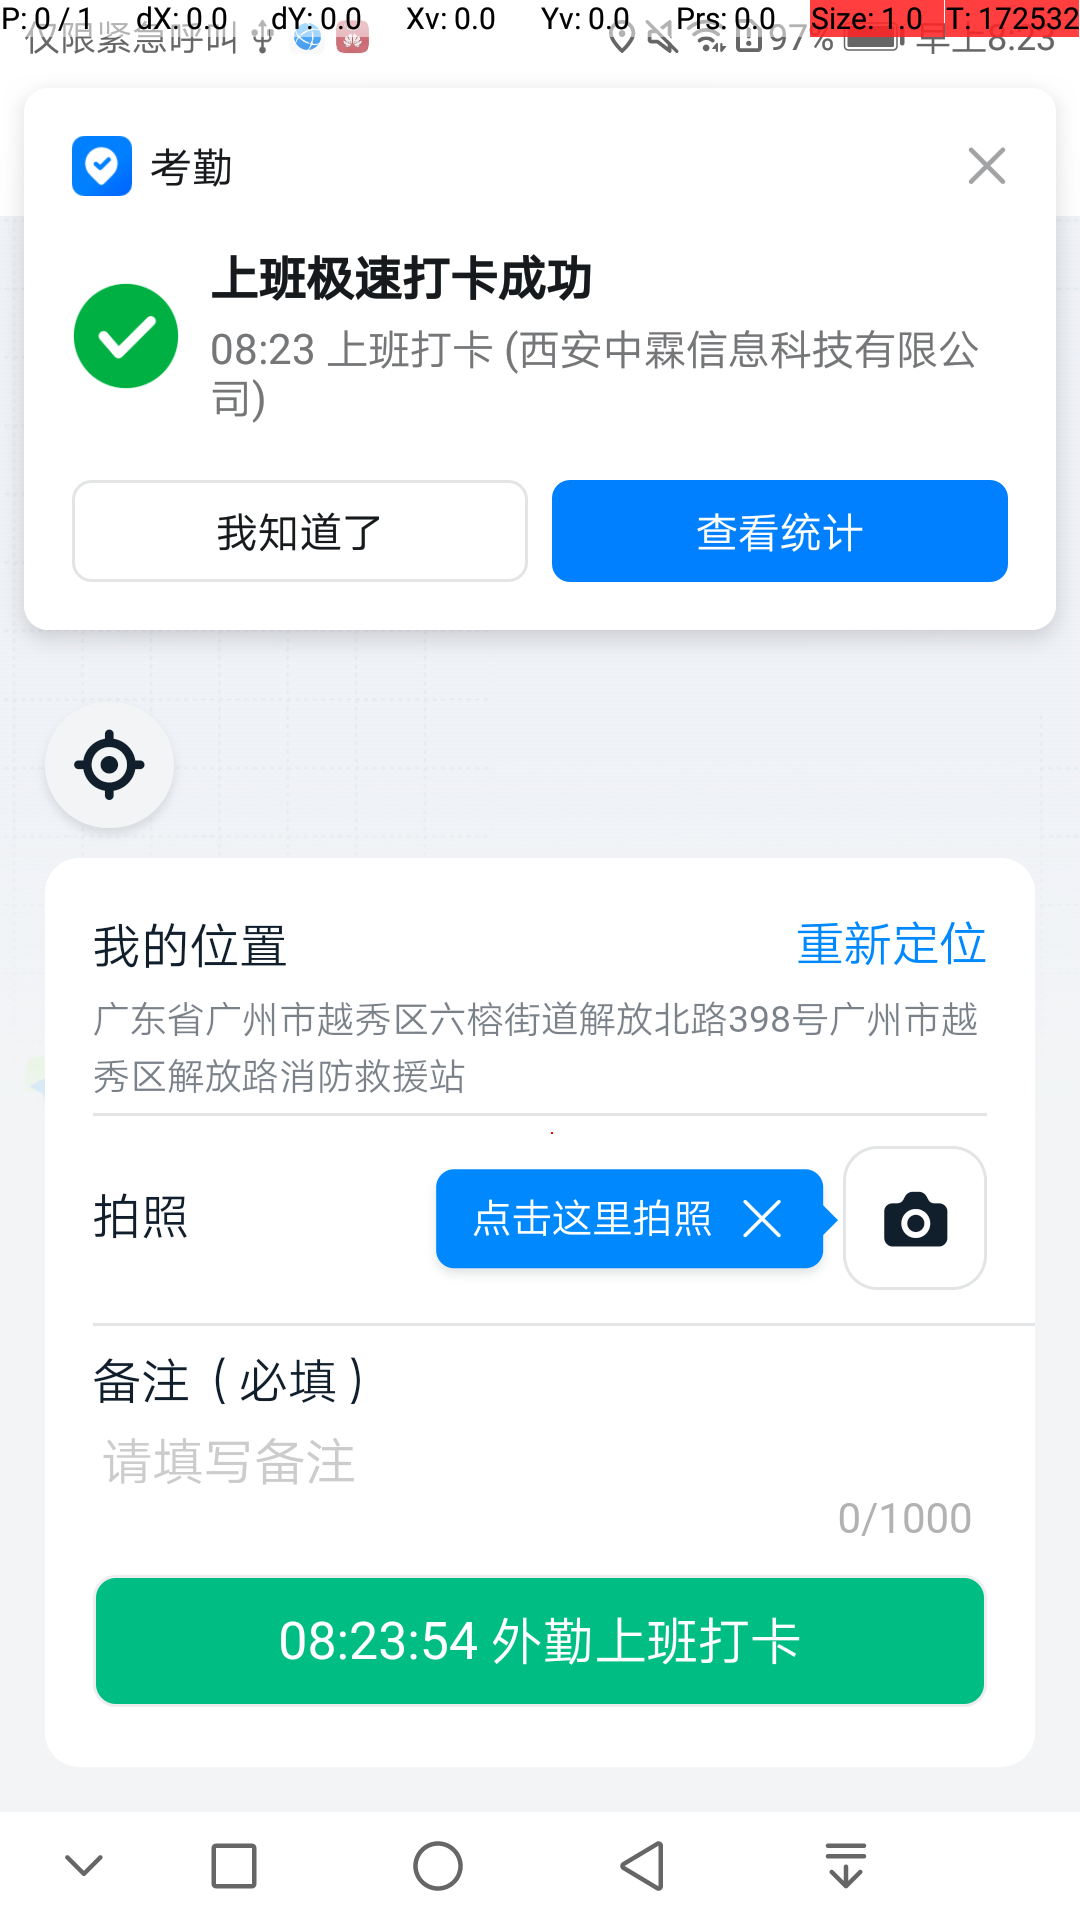 P: 0 / 1 dX: 0.0 dY: 0.0 Xv: 0.0 Yv: 0.0 Prs: 0.0 Size: 1.0 T: 172532
仅限紧急呼叫 97% 早上8:23
考勤
上班极速打卡成功
08:23 上班打卡 (西安中霖信息科技有限公
司)
我知道了 查看统计
我的位置 重新定位
广东省广州市越秀区六榕街道解放北路398号广州市越
秀区解放路消防救援站
拍照 点击这里拍照
备注（必填）
请填写备注
0/1000
08:23:54 外勤上班打卡